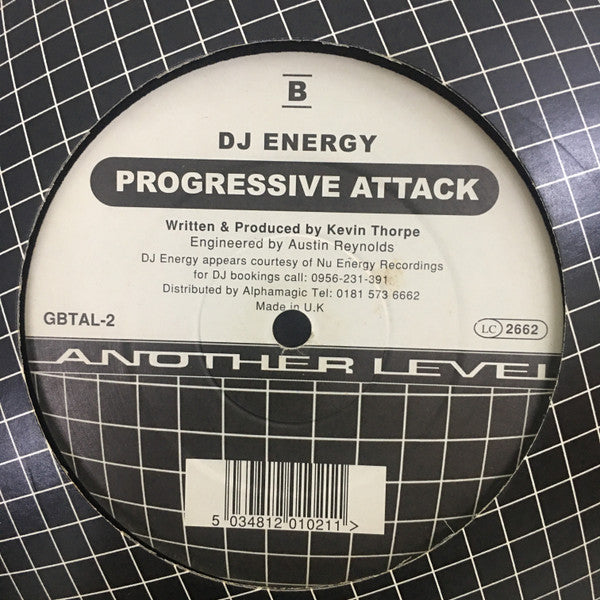 B
DJ ENERGY
PROGRESSIVE ATTACK
Written & Produced by Kevin Thorpe
Engineered by Austin Reynolds
DJ Energy appears courtesy of Nu Energy Recordings
for DJ bookings call: 0956-231-391
Distributed by Alphamagic Tel: 0181 573 6662
Made in U.K
GBTAL-2
LC 2662
ANOTHER LEVEL
5 034812 010211 >